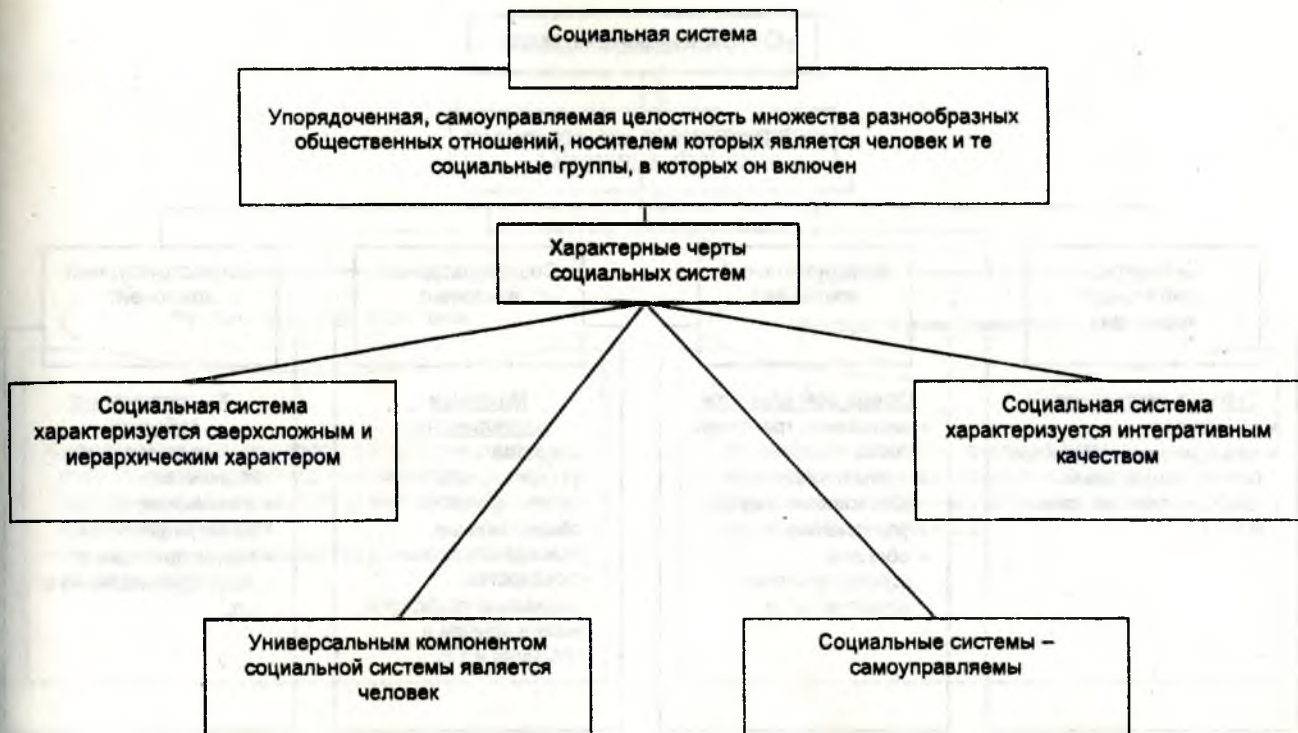 Социальная система
Упорядоченная, самоуправляемая целостность множества разнообразных
общественных отношений, носителем которых является человек и те
социальные группы, в которых он включен
Характерные черты
социальных систем
Социальная система
характеризуется сверхсложным и
иерархическим характером
Социальная система
характеризуется интегративным
качеством
Универсальным компонентом
социальной системы является
человек
Социальные системы –
самоуправляемы